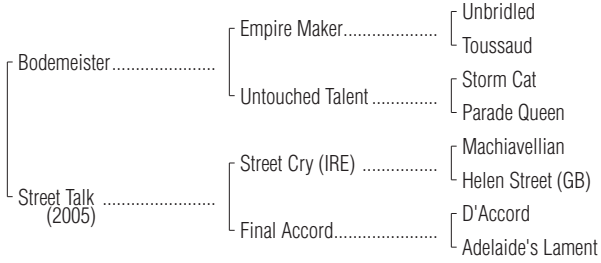 Unbridled
Empire Maker.....................
Toussaud
Bodemeister.......................
Storm Cat
Untouched Talent ..............
Parade Queen
Machiavellian
Street Cry (IRE) ................
Helen Street (GB)
Street Talk .........................
(2005)
D'Accord
Final Accord.......................
Adelaide's Lament